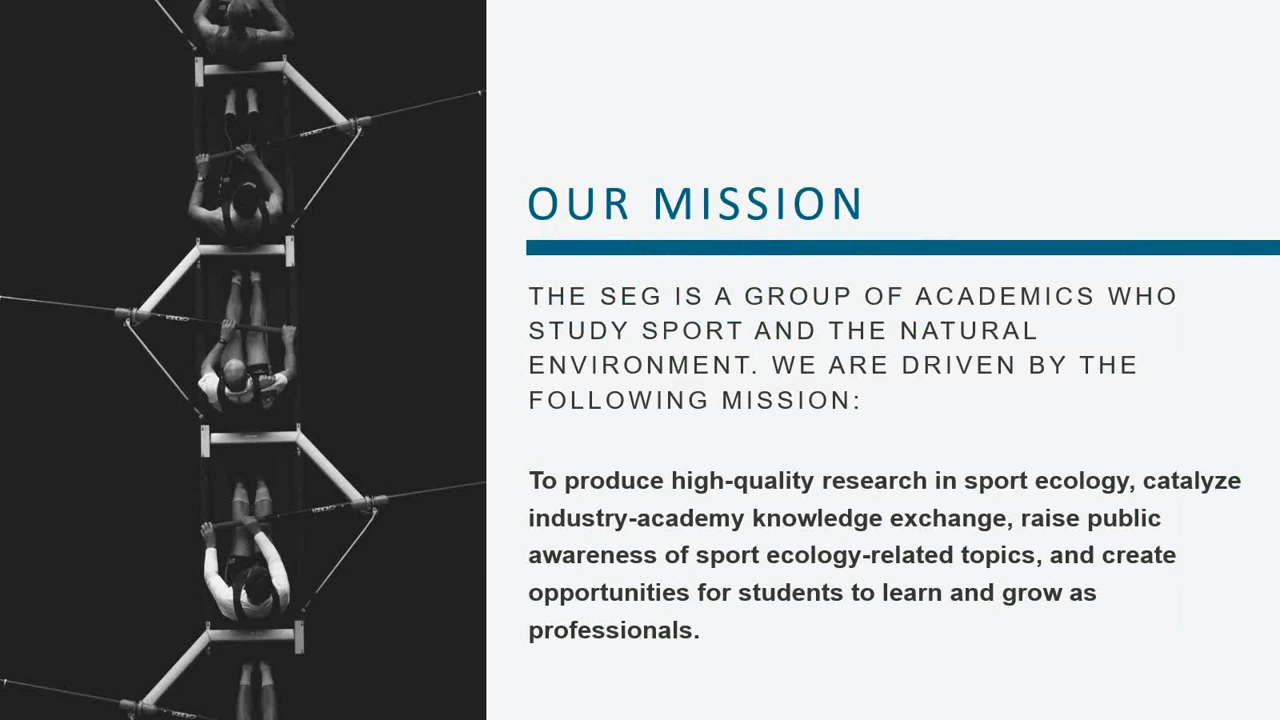 OUR MISSION
THE SEG IS A GROUP OF ACADEMICS WHO
STUDY SPORT AND THE NATURAL
ENVIRONMENT. WE ARE DRIVEN BY THE
FOLLOWING MISSION:
To produce high-quality research in sport ecology, catalyze
industry-academy knowledge exchange, raise public
awareness of sport ecology-related topics, and create
opportunities for students to learn and grow as
professionals.